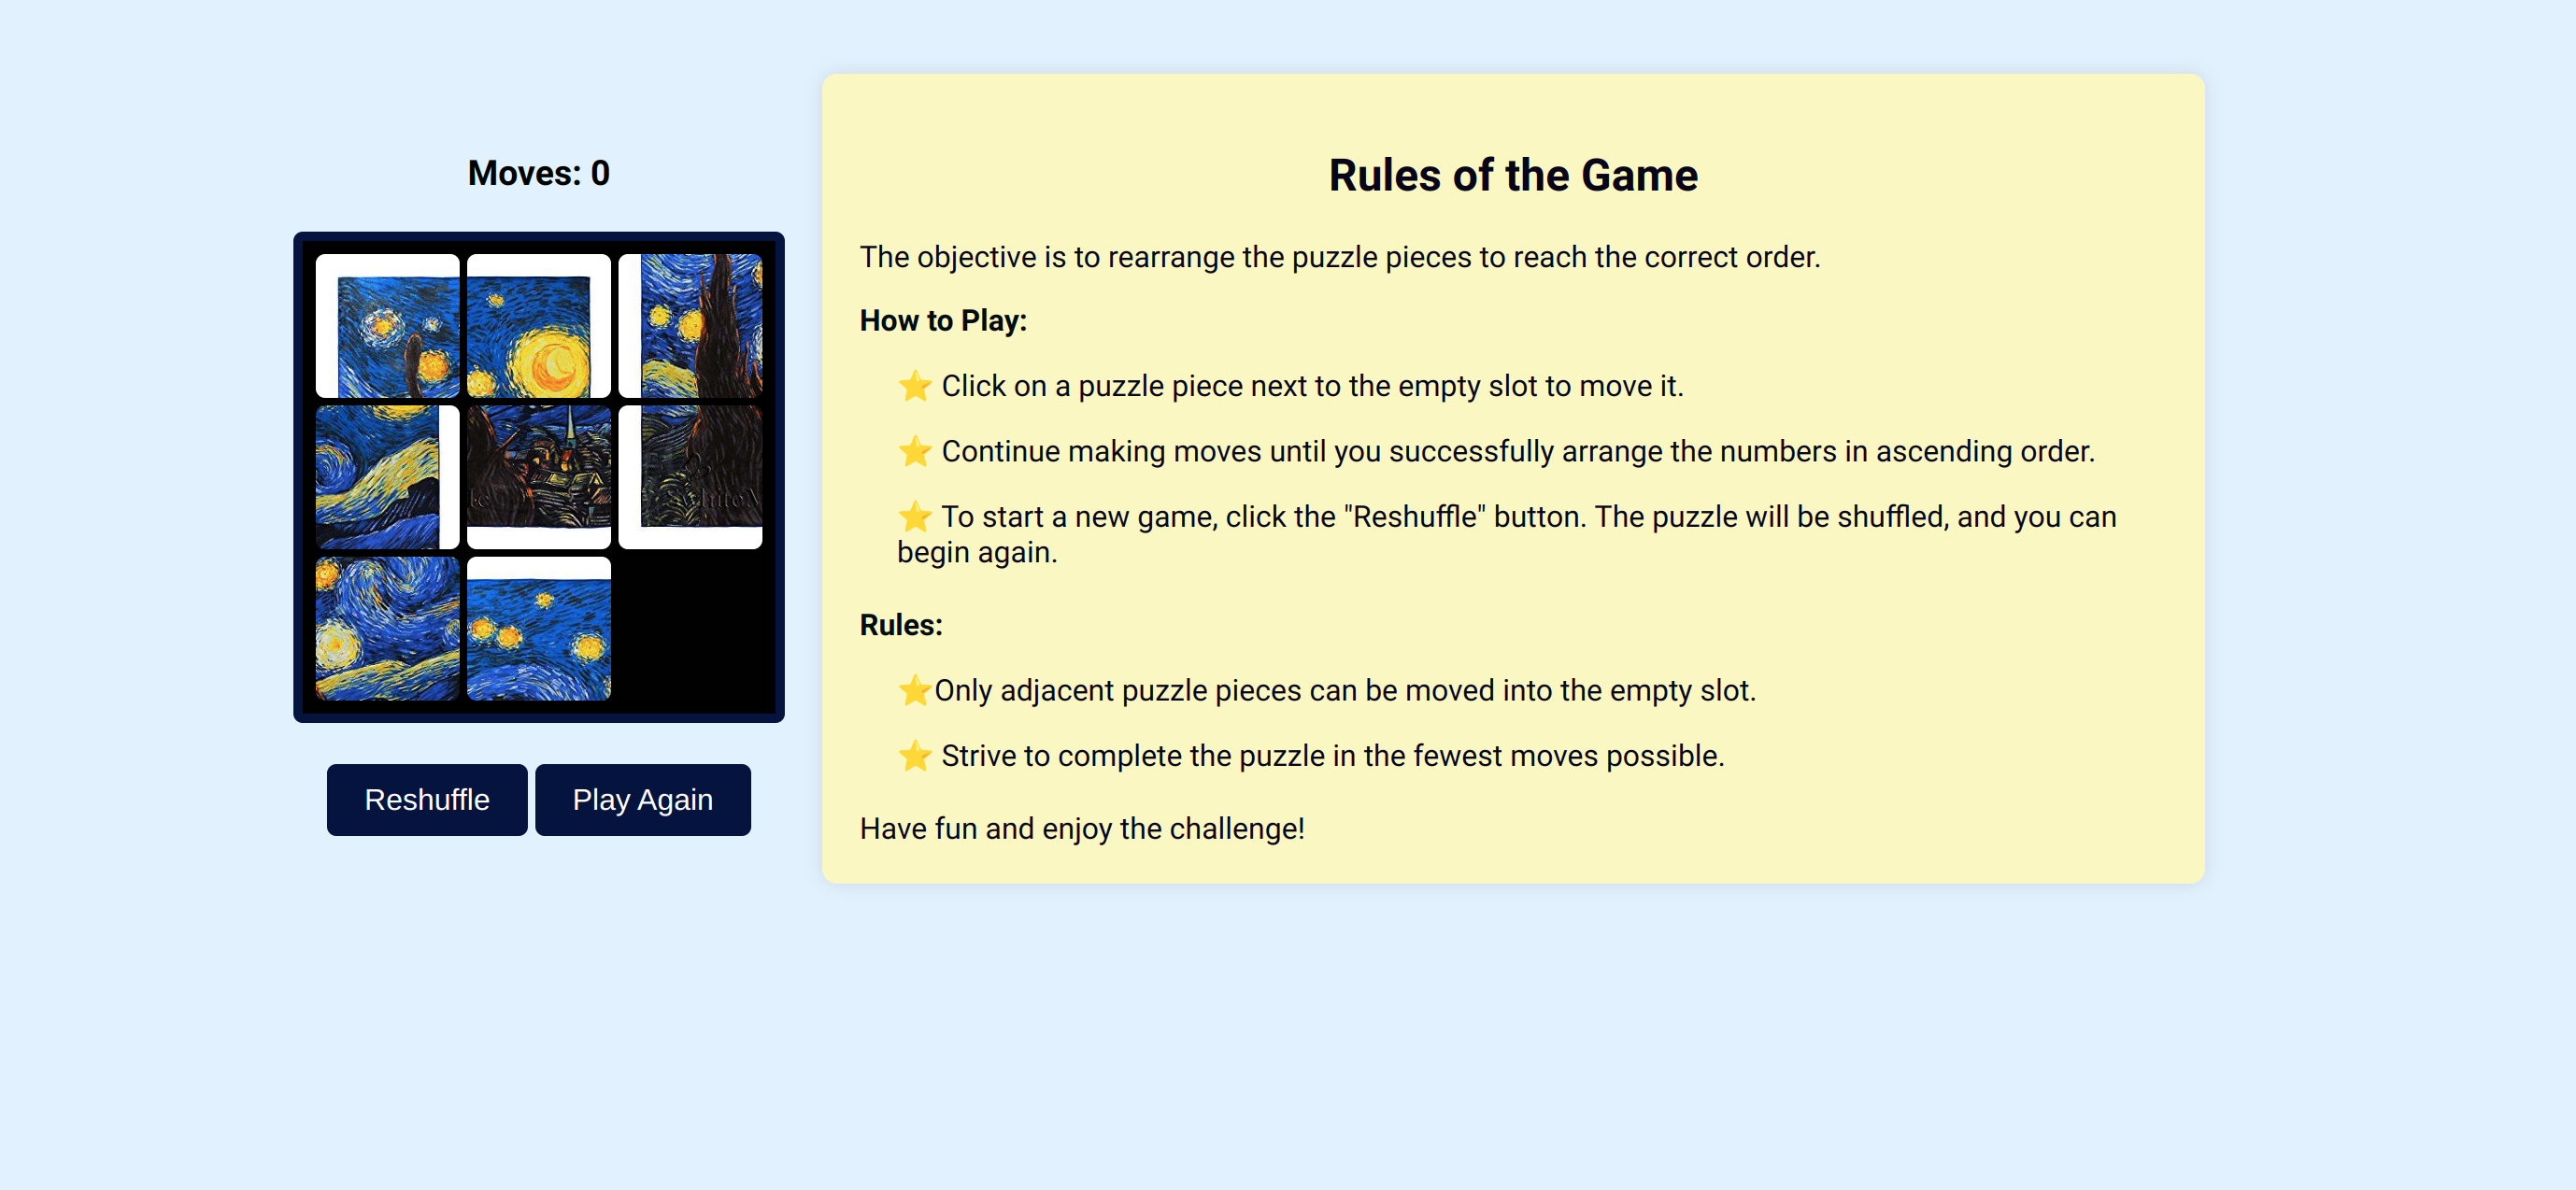 Moves: 0
Reshuffle
Play Again
Rules of the Game
The objective is to rearrange the puzzle pieces to reach the correct order.
How to Play:
⭐ Click on a puzzle piece next to the empty slot to move it.
⭐ Continue making moves until you successfully arrange the numbers in ascending order.
⭐ To start a new game, click the "Reshuffle" button. The puzzle will be shuffled, and you can
begin again.
Rules:
⭐Only adjacent puzzle pieces can be moved into the empty slot.
⭐ Strive to complete the puzzle in the fewest moves possible.
Have fun and enjoy the challenge!